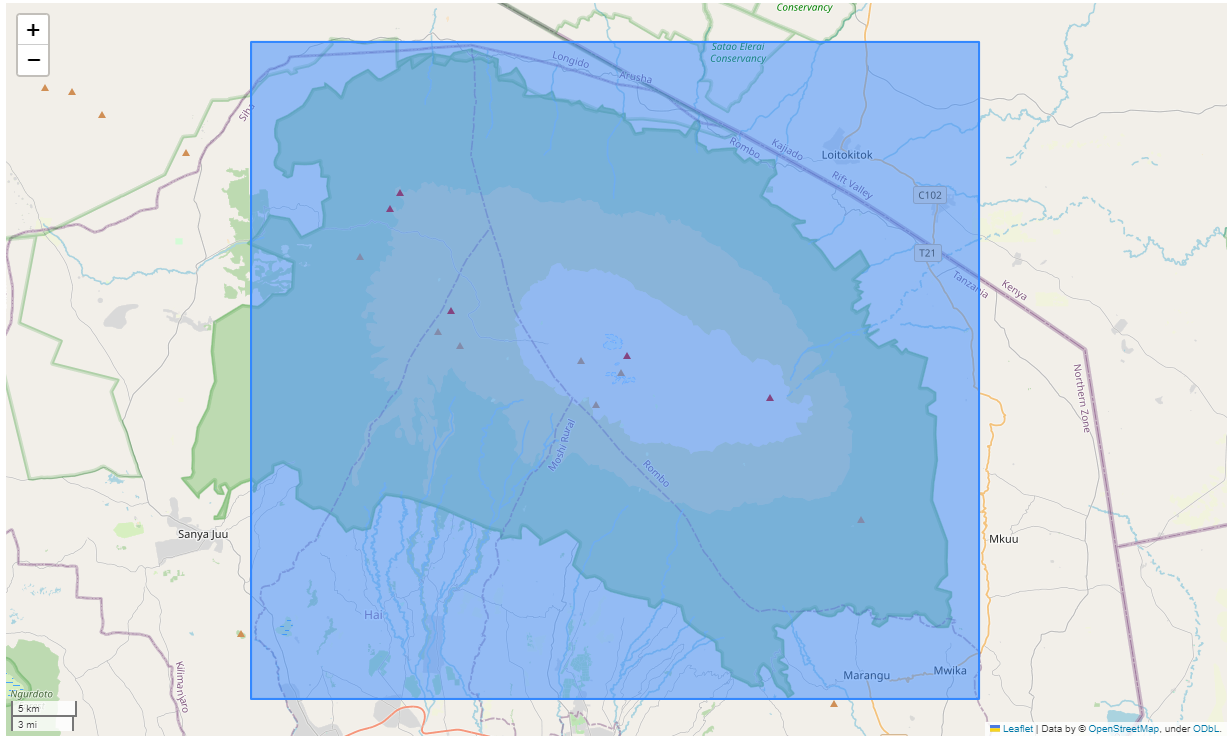 Conservancy
+
−
Satao Elerai
Conservancy
Longido
Arusha
Siha
Rombo
Kajiado
Loitokitok
Rift Valley
C102
T21
Tanzania
Kenya
Northern Zone
Moshi Rural
Rombo
Sanya Juu
Mkuu
Hai
Kilimanjaro
Marangu
Mwika
Ngurdoto
5 km
3 mi
Leaflet | Data by © OpenStreetMap, under ODbL.